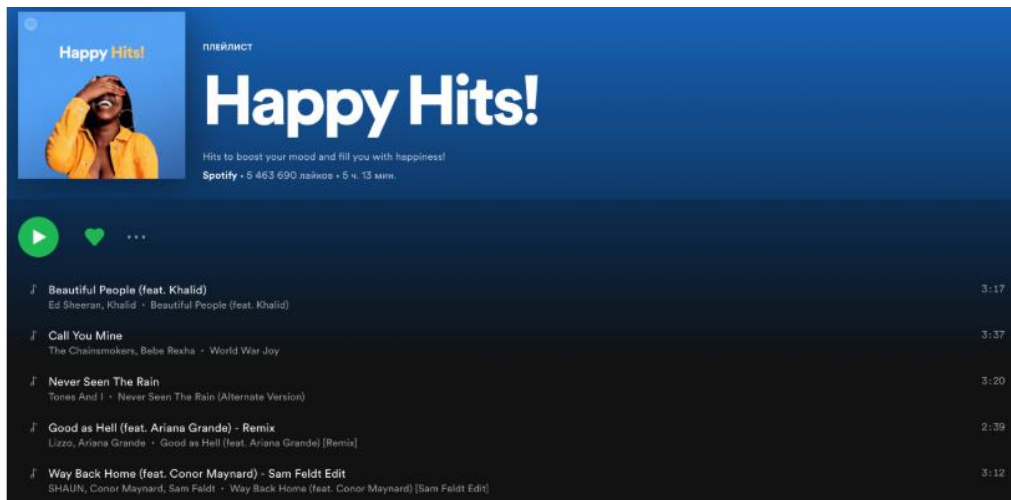 Happy Hits!
ПЛЕЙЛИСТ
Happy Hits!
Hits to boost your mood and fill you with happiness!
Spotify • 5 463 690 лайков • 5 ч. 13 мин.
Beautiful People (feat. Khalid) 3:17
Ed Sheeran, Khalid • Beautiful People (feat. Khalid)
Call You Mine 3:37
The Chainsmokers, Bebe Rexha • World War Joy
Never Seen The Rain 3:20
Tones And I • Never Seen The Rain (Alternate Version)
Good as Hell (feat. Ariana Grande) - Remix 2:39
Lizzo, Ariana Grande • Good as Hell (feat. Ariana Grande) [Remix]
Way Back Home (feat. Conor Maynard) - Sam Feldt Edit 3:12
SHAUN, Conor Maynard, Sam Feldt • Way Back Home (feat. Conor Maynard) [Sam Feldt Edit]